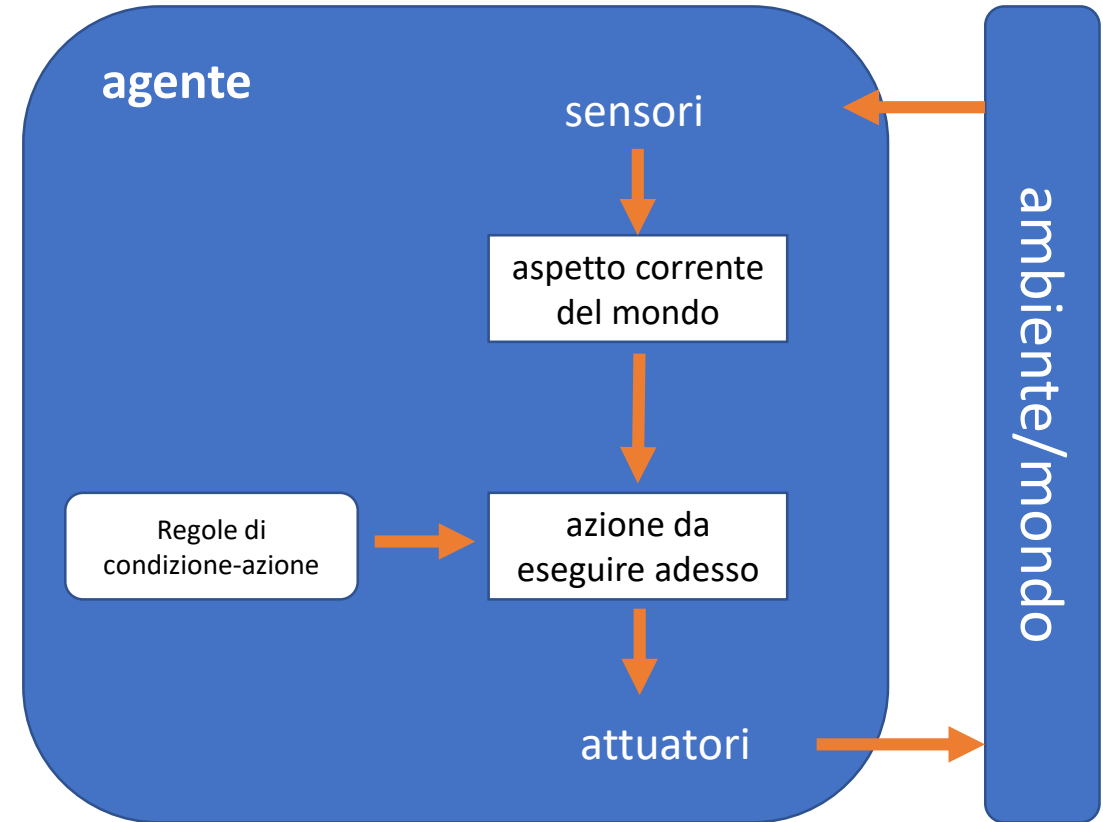 agente
sensori
aspetto corrente
del mondo
Regole di
condizione-azione
azione da
eseguire adesso
attuatori
ambiente/mondo